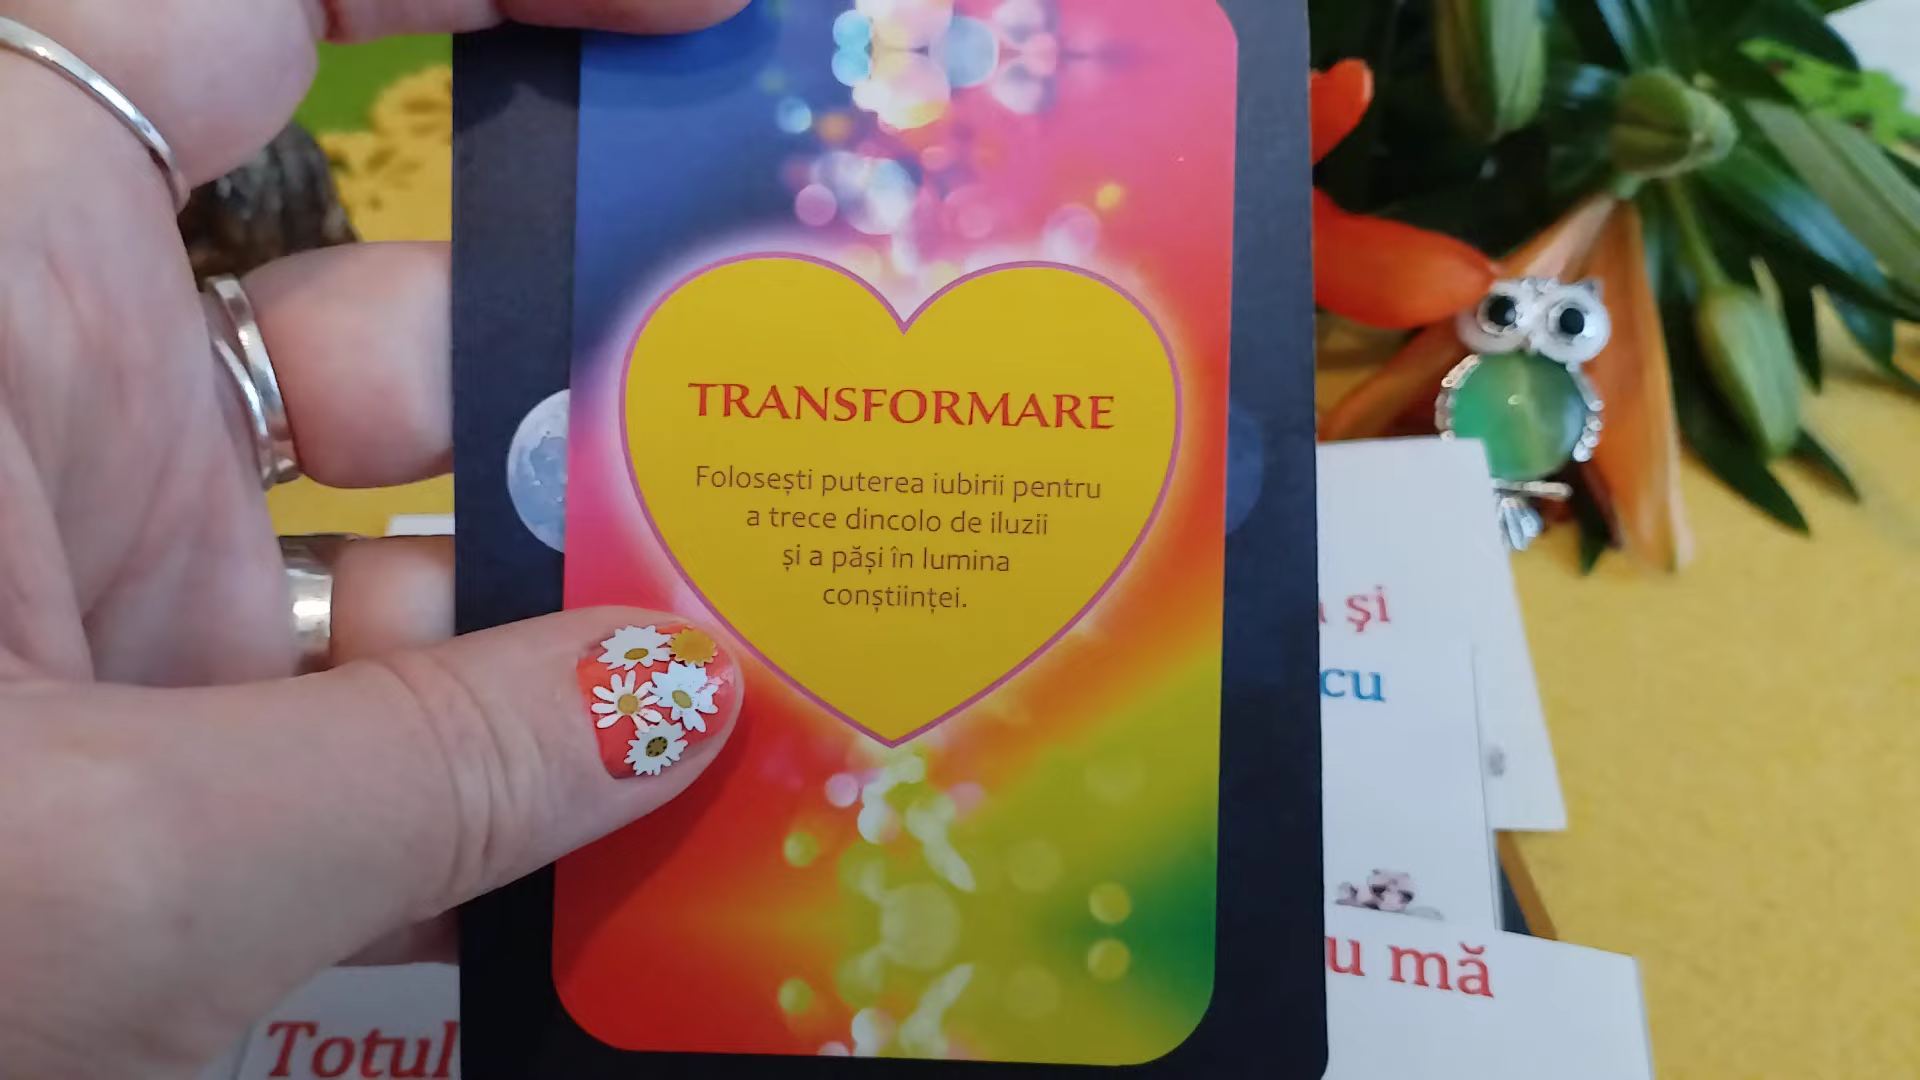 TRANSFORMARE
Folosești puterea iubirii pentru
a trece dincolo de iluzii
și a păși în lumina
conștiinței.
și
cu
u mă
Totul